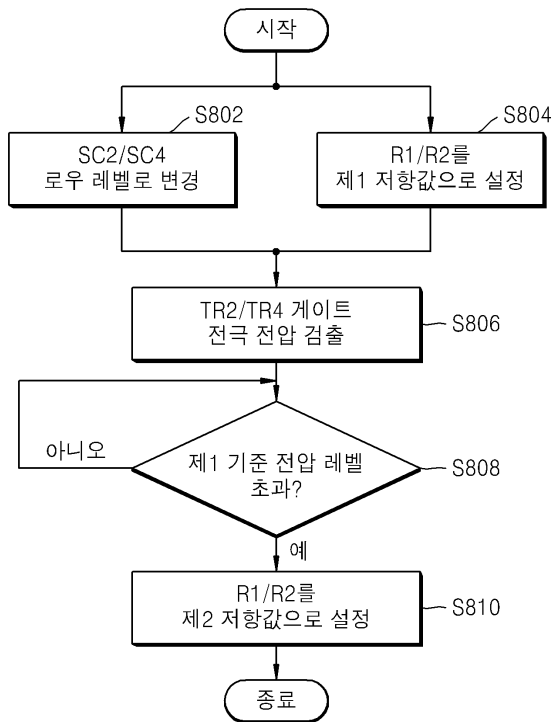 시작
S802
SC2/SC4
로우 레벨로 변경
S804
R1/R2를
제1 저항값으로 설정
TR2/TR4 게이트
전극 전압 검출
S806
아니오
제1 기준 전압 레벨
초과?
S808
예
R1/R2를
제2 저항값으로 설정
S810
종료